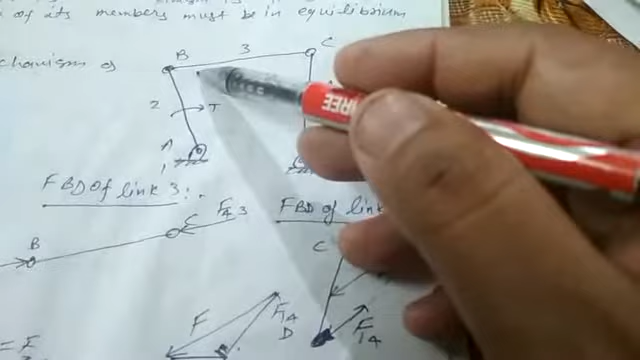 of its members must be in equilibrium
B 3 C
chanism of
2 T
A
1
FBD of link 3:.
C F43
B
FBD of link
C
F F14
D
F14
= F